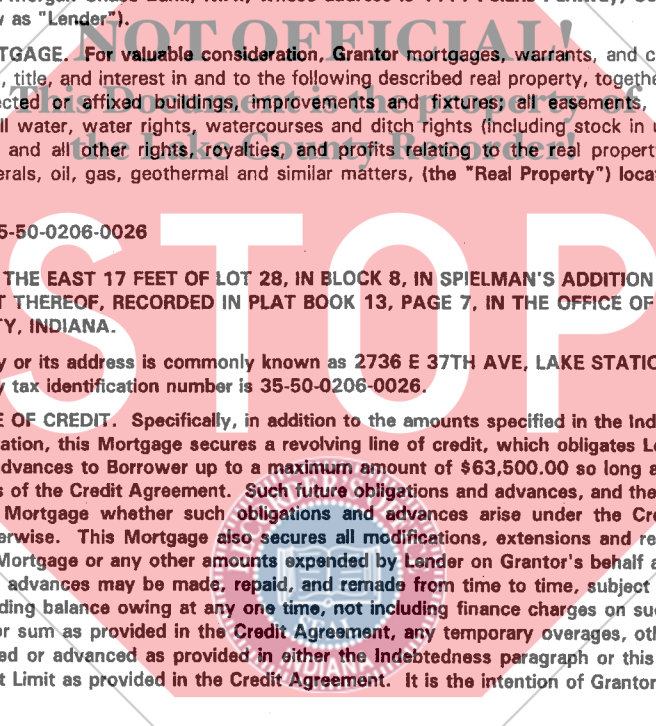 y as "Lender").
NOT OFFICIAL!
TGAGE. For valuable consideration, Grantor mortgages, warrants, and c
, title, and interest in and to the following described real property, togethe
This Document is the property of
cted or affixed buildings, improvements and fixtures; all easements,
ll water, water rights, watercourses and ditch rights (including stock in u
the Lake County Recorder!
and all other rights, royalties, and profits relating to the real property
erals, oil, gas, geothermal and similar matters, (the "Real Property") loca
STOP
5-50-0206-0026
THE EAST 17 FEET OF LOT 28, IN BLOCK 8, IN SPIELMAN'S ADDITION
T THEREOF, RECORDED IN PLAT BOOK 13, PAGE 7, IN THE OFFICE OF
TY, INDIANA.
y or its address is commonly known as 2736 E 37TH AVE, LAKE STATIO
y tax identification number is 35-50-0206-0026.
E OF CREDIT. Specifically, in addition to the amounts specified in the Ind
ation, this Mortgage secures a revolving line of credit, which obligates L
dvances to Borrower up to a maximum amount of $63,500.00 so long a
s of the Credit Agreement. Such future obligations and advances, and the
Mortgage whether such obligations and advances arise under the Cre
erwise. This Mortgage also secures all modifications, extensions and re
Mortgage or any other amounts expended by Lender on Grantor's behalf a
advances may be made, repaid, and remade from time to time, subject
ding balance owing at any one time, not including finance charges on suc
or sum as provided in the Credit Agreement, any temporary overages, oth
ed or advanced as provided in either the Indebtedness paragraph or this
t Limit as provided in the Credit Agreement. It is the intention of Grantor
SEAL
INDIANA